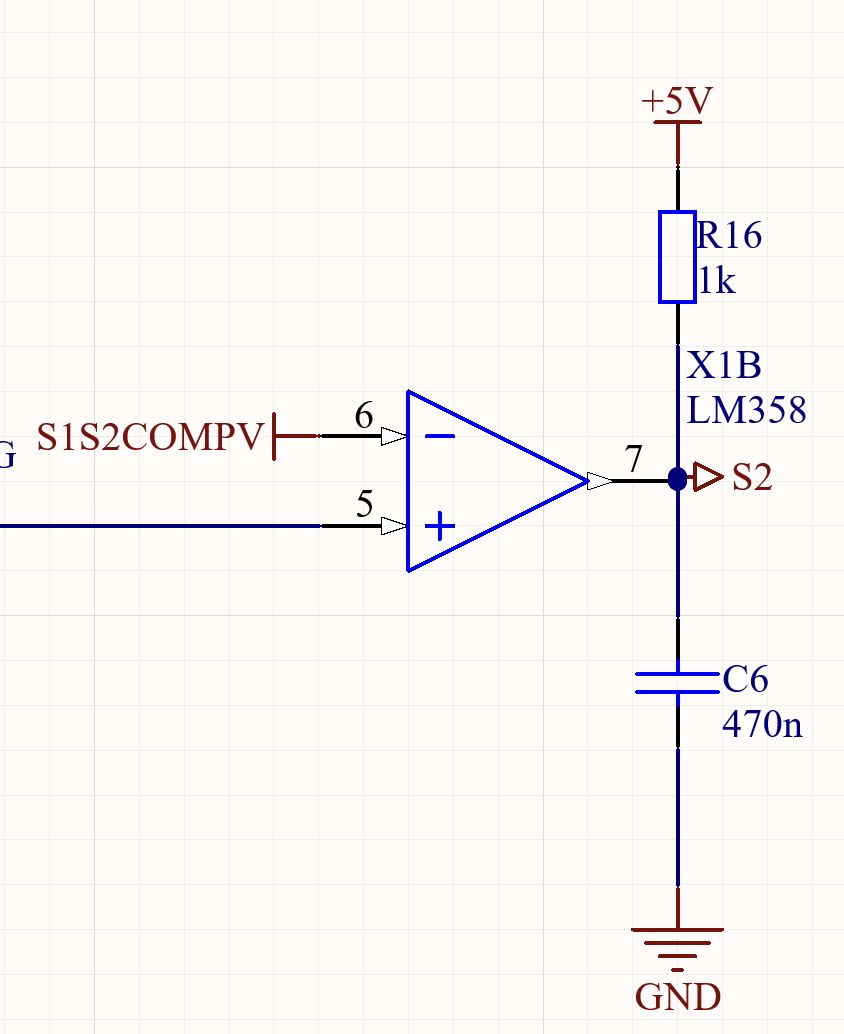 +5V
R16
1k
X1B
LM358
6
S1S2COMPV
G
5
7
S2
C6
470n
GND